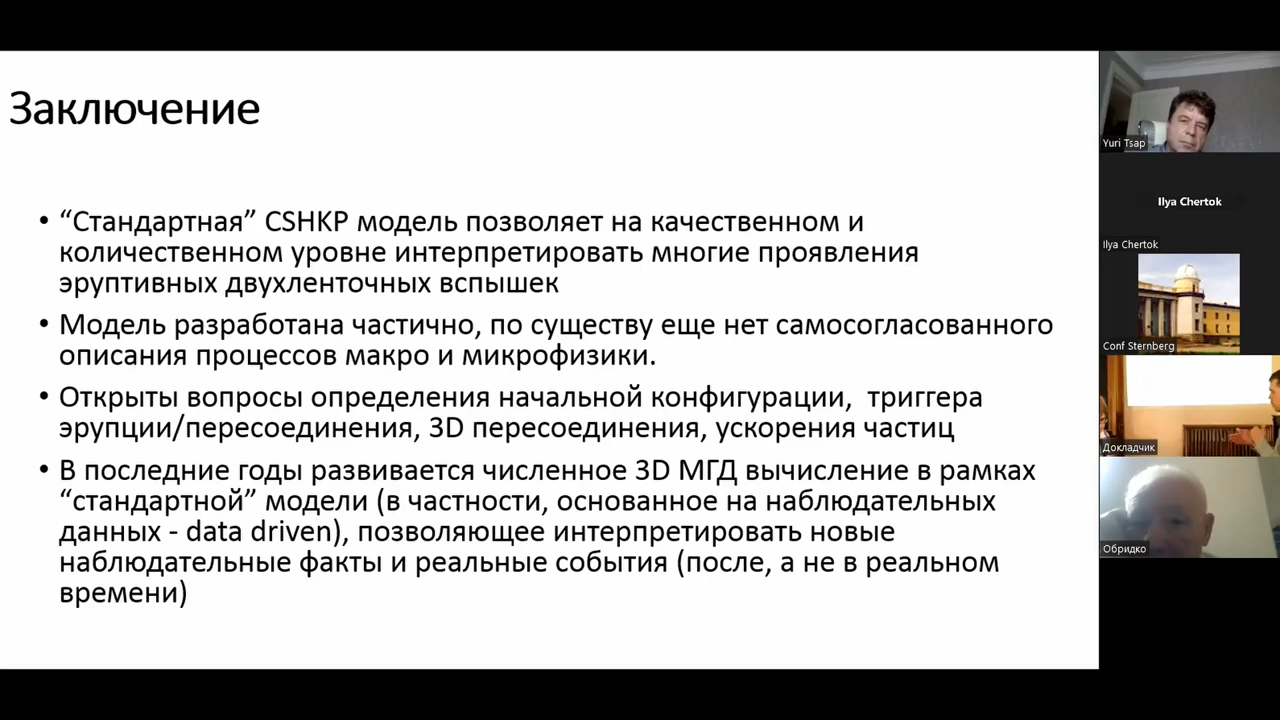 Заключение
• “Стандартная” CSHKP модель позволяет на качественном и
количественном уровне интерпретировать многие проявления
эруптивных двухленточных вспышек
• Модель разработана частично, по существу еще нет самосогласованного
описания процессов макро и микрофизики.
• Открыты вопросы определения начальной конфигурации,  триггера
эрупции/пересоединения, 3D пересоединения, ускорения частиц
• В последние годы развивается численное 3D МГД вычисление в рамках
“стандартной” модели (в частности, основанное на наблюдательных
данных - data driven), позволяющее интерпретировать новые
наблюдательные факты и реальные события (после, а не в реальном
времени)
Yuri Tsap
Ilya Chertok
Ilya Chertok
Conf Sternberg
Докладчик
Обридко